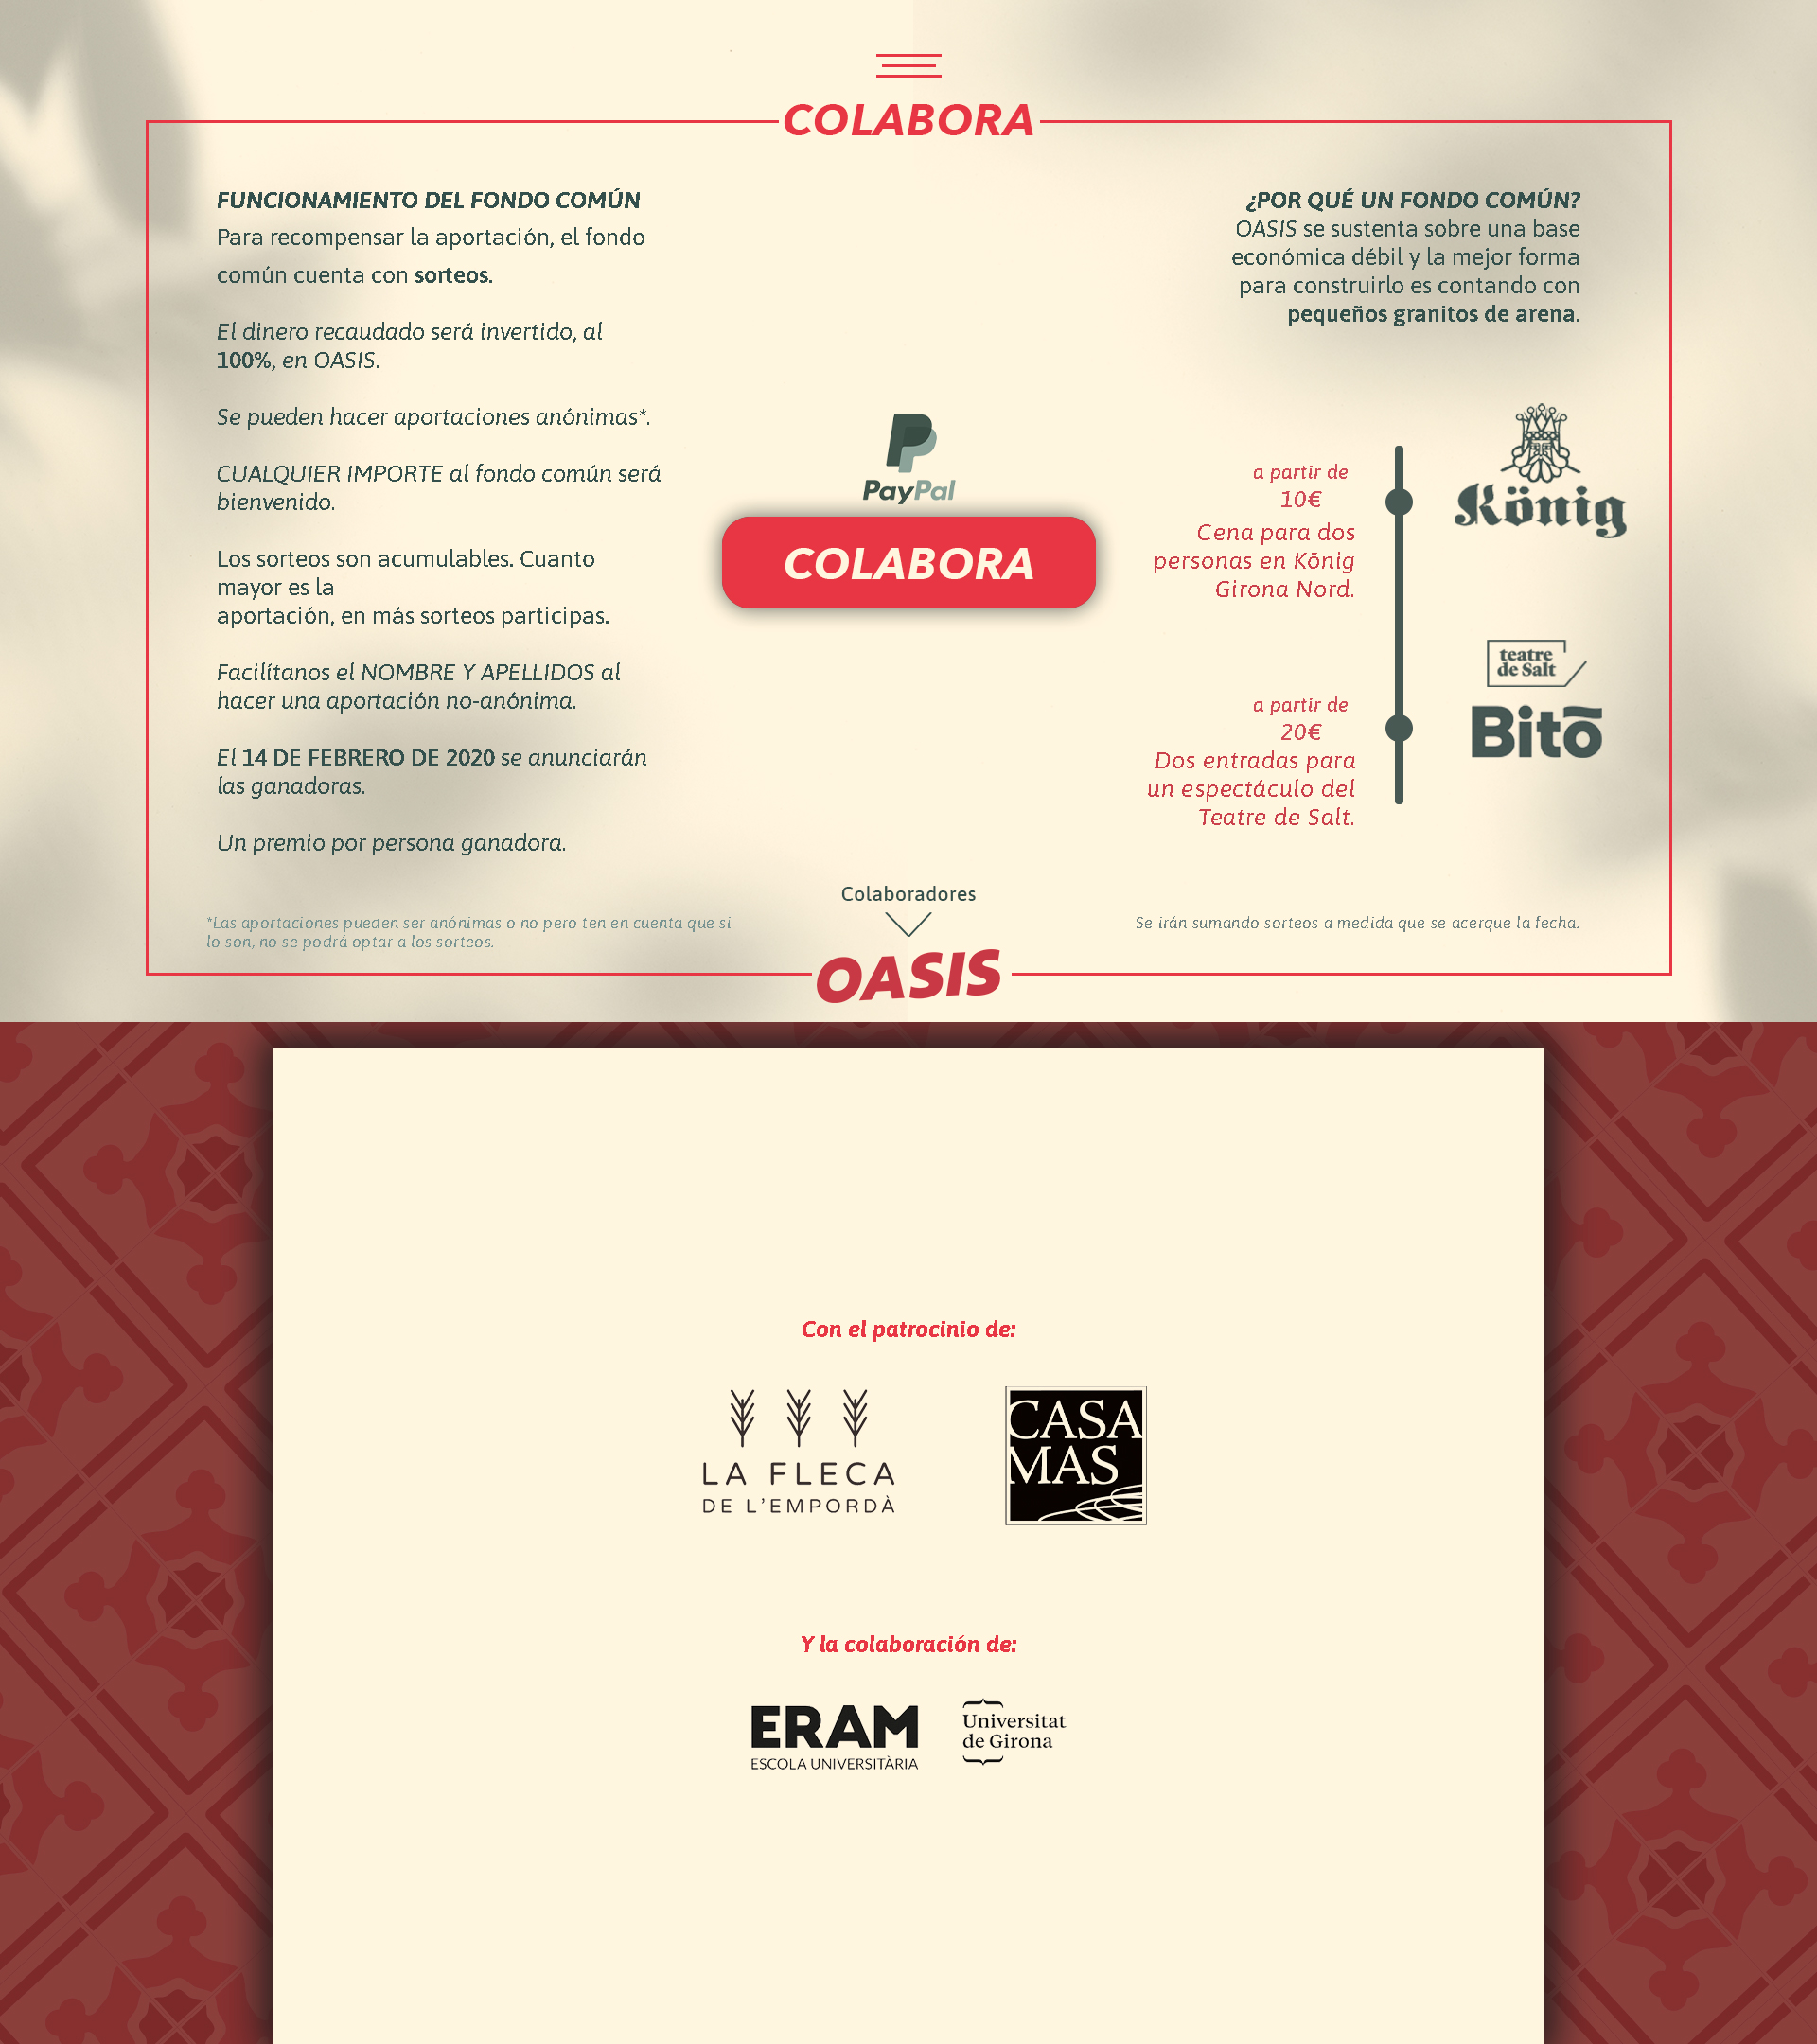 COLABORA
FUNCIONAMIENTO DEL FONDO COMÚN
Para recompensar la aportación, el fondo
común cuenta con sorteos.
El dinero recaudado será invertido, al
100%, en OASIS.
Se pueden hacer aportaciones anónimas*.
CUALQUIER IMPORTE al fondo común será
bienvenido.
Los sorteos son acumulables. Cuanto
mayor es la
aportación, en más sorteos participas.
Facilítanos el NOMBRE Y APELLIDOS al
hacer una aportación no-anónima.
El 14 DE FEBRERO DE 2020 se anunciarán
las ganadoras.
Un premio por persona ganadora.
*Las aportaciones pueden ser anónimas o no pero ten en cuenta que si
lo son, no se podrá optar a los sorteos.
PayPal
COLABORA
¿POR QUÉ UN FONDO COMÚN?
OASIS se sustenta sobre una base
económica débil y la mejor forma
para construirlo es contando con
pequeños granitos de arena.
a partir de
10€
Cena para dos
personas en König
Girona Nord.
König
a partir de
20€
Dos entradas para
un espectáculo del
Teatre de Salt.
teatre
de Salt
Bitò
Se irán sumando sorteos a medida que se acerque la fecha.
Colaboradores
OASIS
Con el patrocinio de:
LA FLECA
DE L'EMPORDÀ
CASA
MAS
Y la colaboración de:
ERAM
ESCOLA UNIVERSITÀRIA
Universitat
de Girona